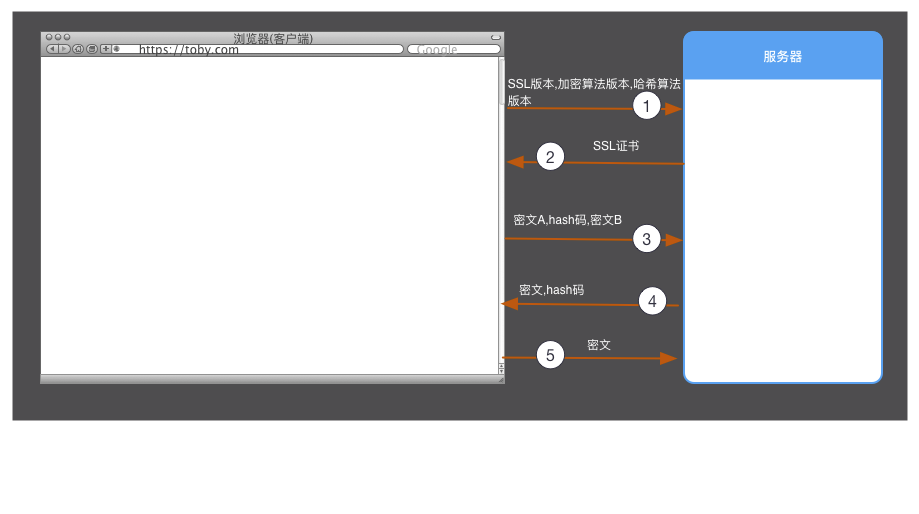 浏览器(客户端)
https://toby.com
Google
服务器
SSL版本,加密算法版本,哈希算法
版本
1
SSL证书
2
密文A,hash码,密文B
3
密文,hash码
4
密文
5